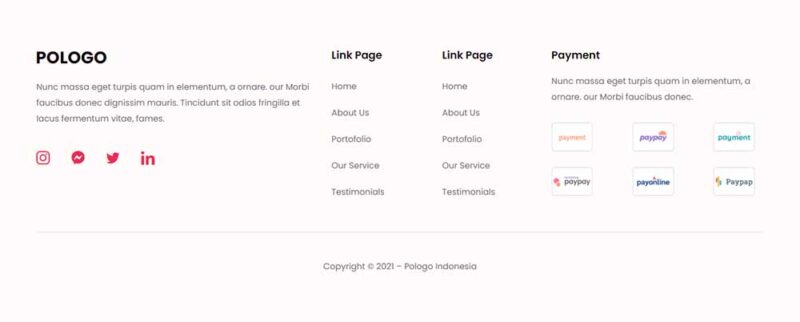 POLOGO
Nunc massa eget turpis quam in elementum, a ornare. our Morbi
faucibus donec dignissim mauris. Tincidunt sit odios fringilla et
lacus fermentum vitae, fames.
Link Page
Home
About Us
Portofolio
Our Service
Testimonials
Link Page
Home
About Us
Portofolio
Our Service
Testimonials
Payment
Nunc massa eget turpis quam in elementum, a
ornare. our Morbi faucibus donec.
payment
paypay
payment
paypay
payonline
Paypap
Copyright © 2021 – Pologo Indonesia